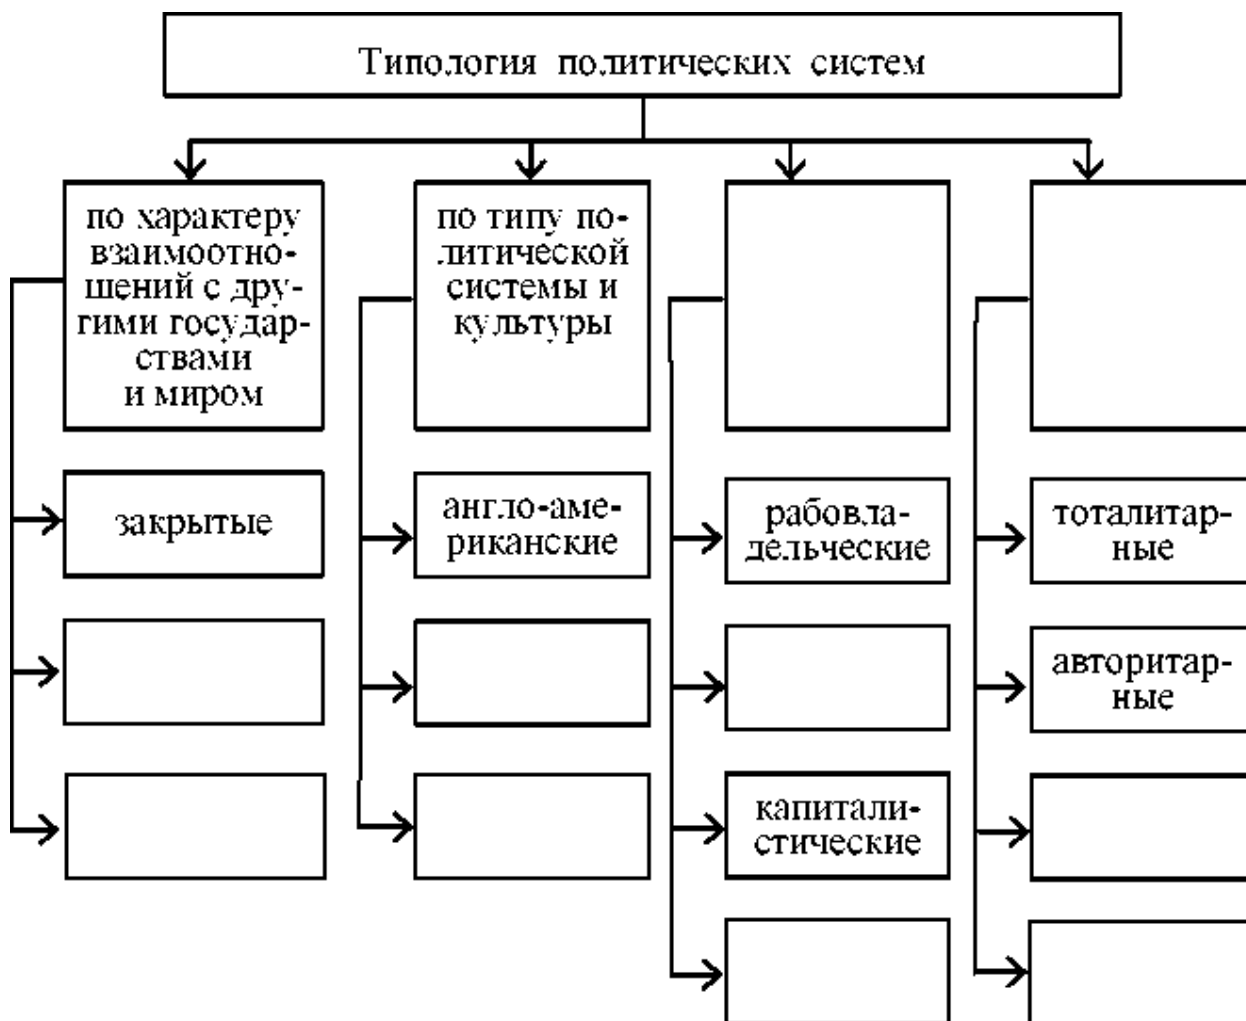 Типология политических систем
по характеру
взаимоотно-
шений с дру-
гими государ-
ствами
и миром
по типу по-
литической
системы и
культуры
закрытые
англо-аме-
риканские
рабовла-
дельческие
тоталитар-
ные
авторитар-
ные
капитали-
стические